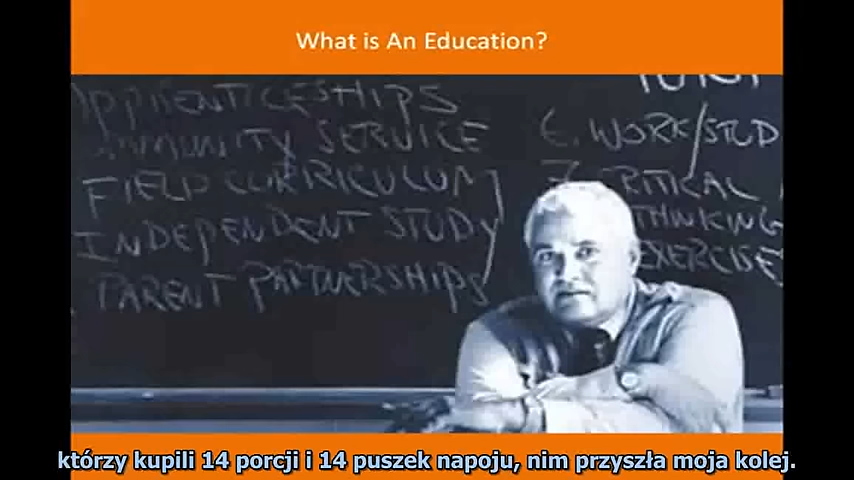 What is An Education?
APPRENTICESHIPS
COMMUNITY SERVICE
FIELD CURRICULUM
INDEPENDENT STUDY
PARENT PARTNERSHIPS
6. WORK/STUD
7. CRITICAL
THINKING
EXERCISES
którzy kupili 14 porcji i 14 puszek napoju, nim przyszła moja kolej.